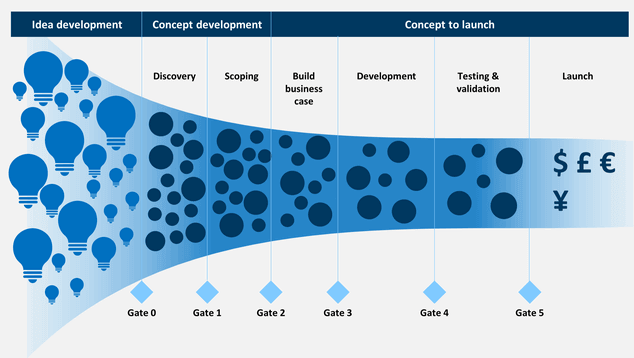 Idea development
Concept development
Concept to launch
Discovery
Scoping
Build
business
case
Development
Testing &
validation
Launch
$ £ €
¥
Gate 0
Gate 1
Gate 2
Gate 3
Gate 4
Gate 5